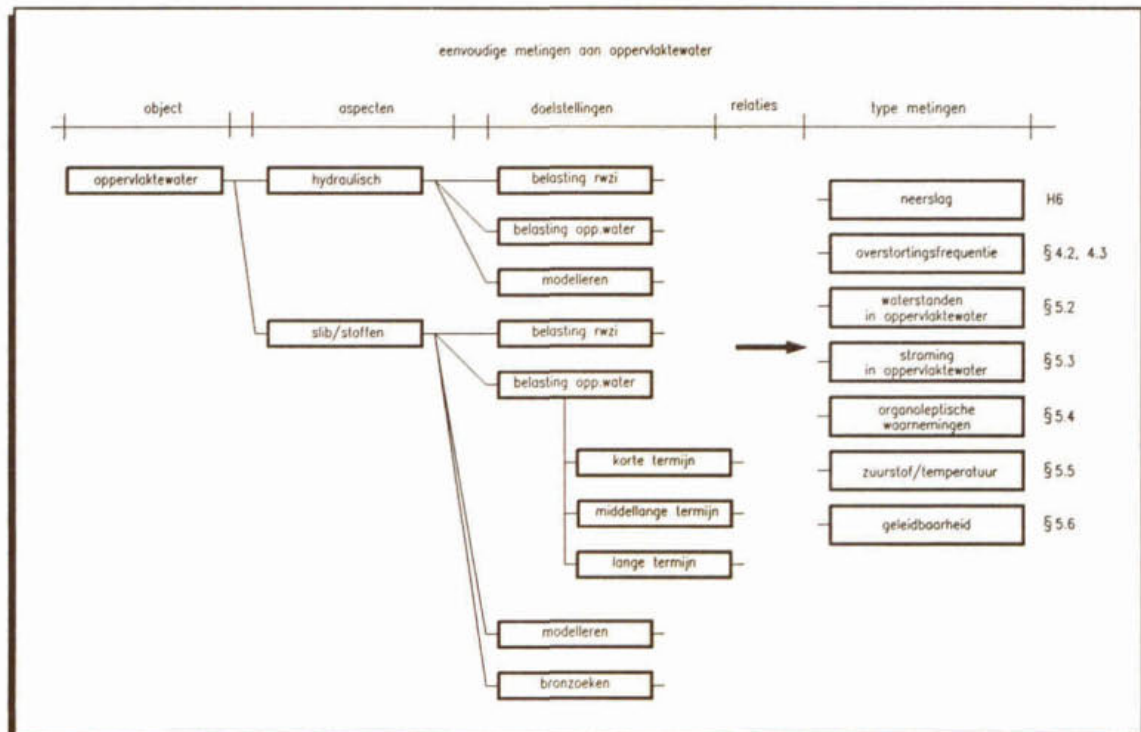 eenvoudige metingen aan oppervlaktewater
object aspecten doelstellingen relaties type metingen
oppervlaktewater
hydraulisch
belasting rwzi
belasting opp.water
modelleren
slib/stoffen
belasting rwzi
belasting opp.water
korte termijn
middellange termijn
lange termijn
modelleren
bronzoeken
neerslag H6
overstortingsfrequentie § 4.2, 4.3
waterstanden
in oppervlaktewater § 5.2
stroming
in oppervlaktewater § 5.3
organoleptische
waarnemingen § 5.4
zuurstof/temperatuur § 5.5
geleidbaarheid § 5.6